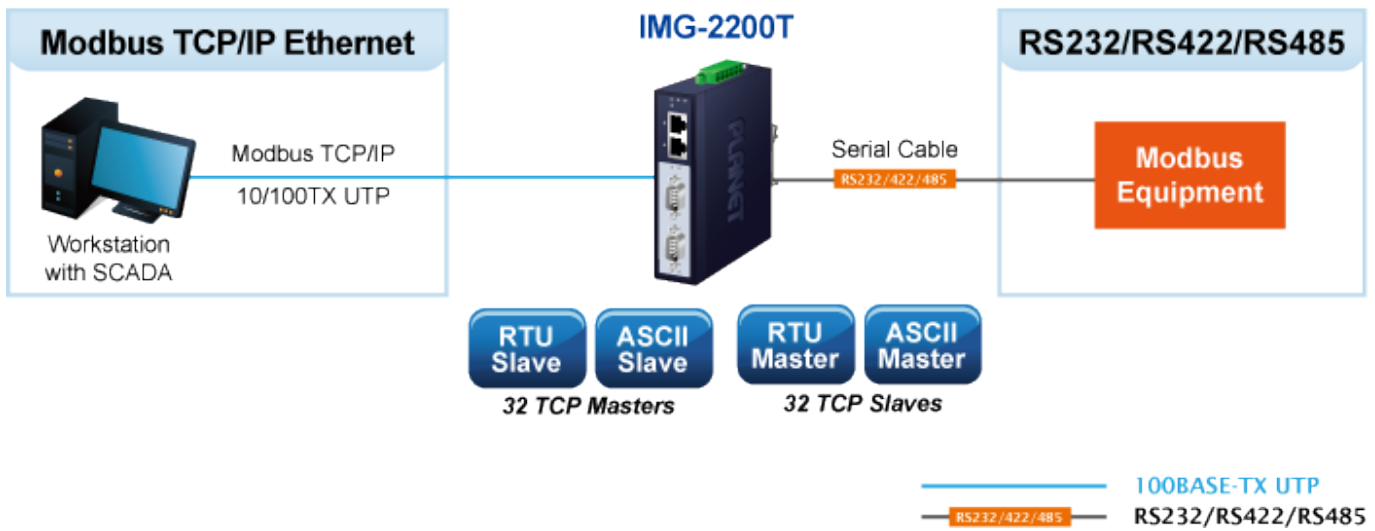 Modbus TCP/IP Ethernet
IMG-2200T
RS232/RS422/RS485
Modbus TCP/IP
10/100TX UTP
Workstation
with SCADA
PLANET
Serial Cable
RS232/422/485
Modbus
Equipment
RTU
Slave
ASCII
Slave
RTU
Master
ASCII
Master
32 TCP Masters
32 TCP Slaves
100BASE-TX UTP
RS232/422/485
RS232/RS422/RS485